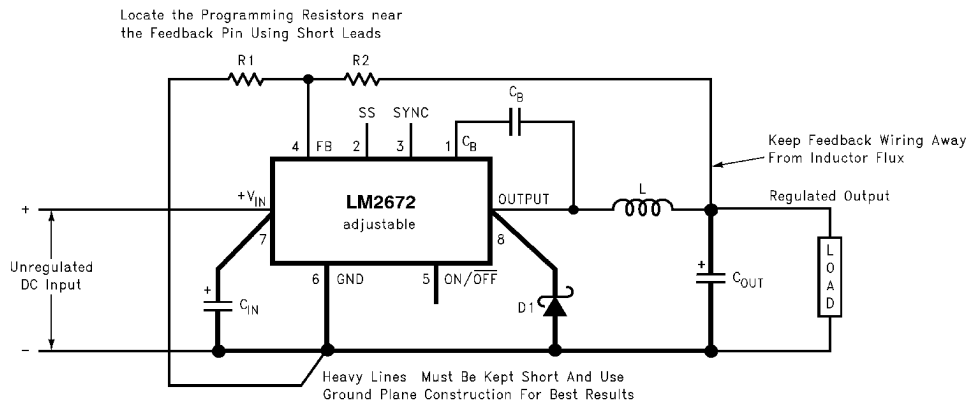 Locate the Programming Resistors near
the Feedback Pin Using Short Leads
R1
R2
C_B
SS
SYNC
4
FB
2
3
1
C_B
Keep Feedback Wiring Away
From Inductor Flux
+V_IN
LM2672
adjustable
OUTPUT
L
Regulated Output
+
7
8
Unregulated
DC Input
+
C_IN
6
GND
5
ON/O̅F̅F̅
D1
+
C_OUT
LOAD
−
Heavy Lines Must Be Kept Short And Use
Ground Plane Construction For Best Results